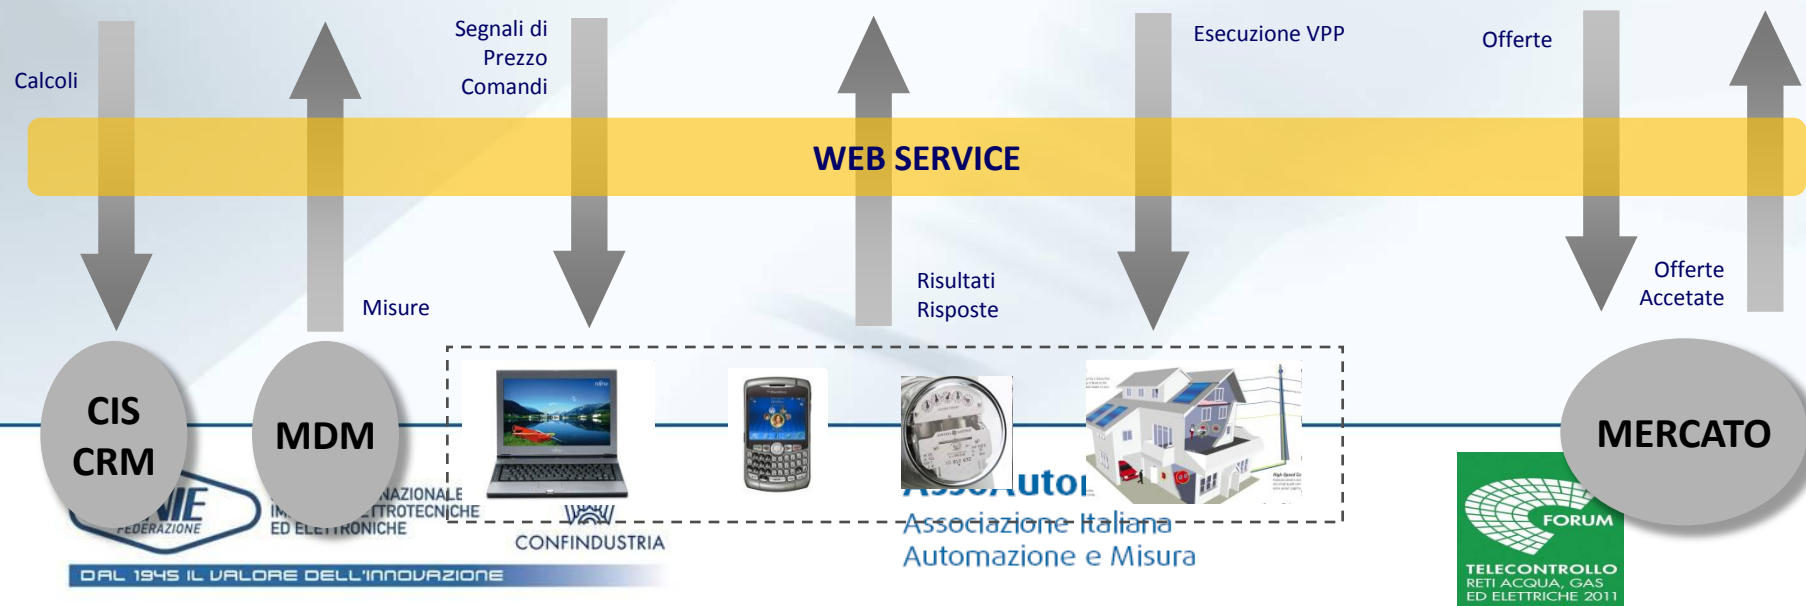 Calcoli
Segnali di
Prezzo
Comandi
Esecuzione VPP
Offerte
WEB SERVICE
Misure
Risultati
Risposte
Offerte
Accetate
CIS
CRM
MDM
MERCATO
FEDERAZIONE
NAZIONALE
ED ELETTRONICHE
CONFINDUSTRIA
DAL 1945 IL VALORE DELL'INNOVAZIONE
Associazione Italiana
Automazione e Misura
FORUM
TELECONTROLLO
RETI ACQUA, GAS
ED ELETTRICHE 2011